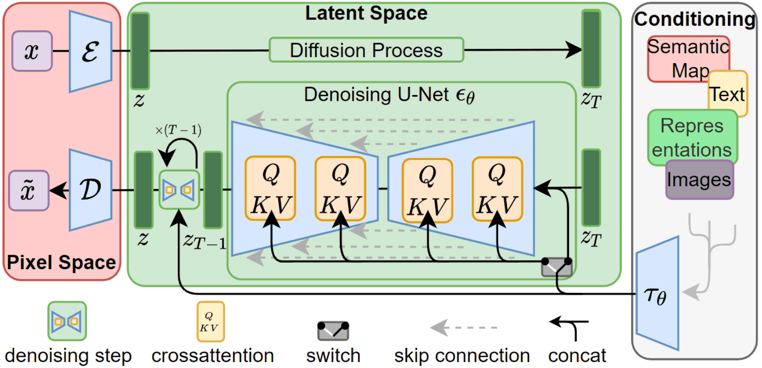 Latent Space
Conditioning
x
ℰ
z
Diffusion Process
z_T
Semantic
Map
Text
Repres
entations
Images
Denoising U-Net ϵ_θ
×(T−1)
x̃
𝒟
z
z_{T−1}
Q
KV
Q
KV
Q
KV
Q
KV
z_T
Pixel Space
τ_θ
Q
KV
denoising step
crossattention
switch
skip connection
concat